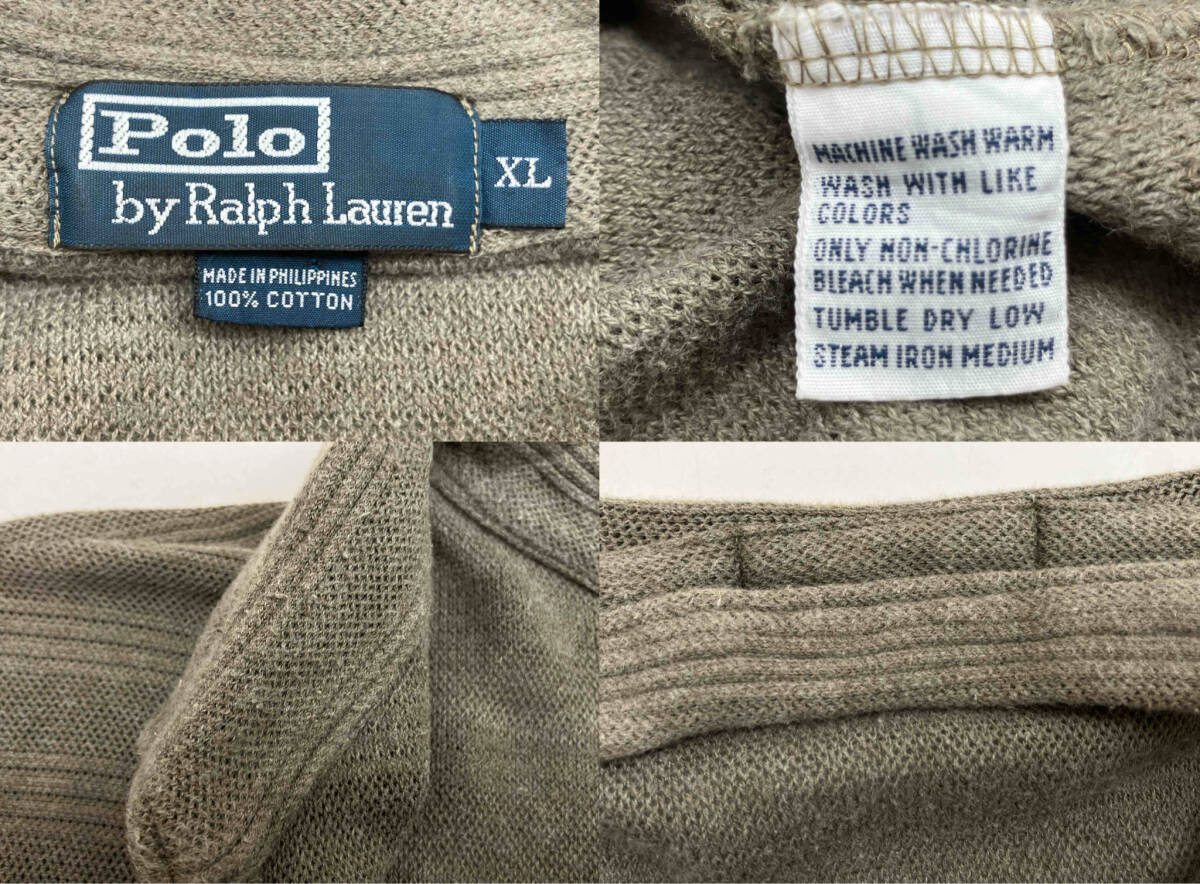 Polo
by Ralph Lauren
XL
MADE IN PHILIPPINES
100% COTTON
MACHINE WASH WARM
WASH WITH LIKE
COLORS
ONLY NON-CHLORINE
BLEACH WHEN NEEDED
TUMBLE DRY LOW
STEAM IRON MEDIUM